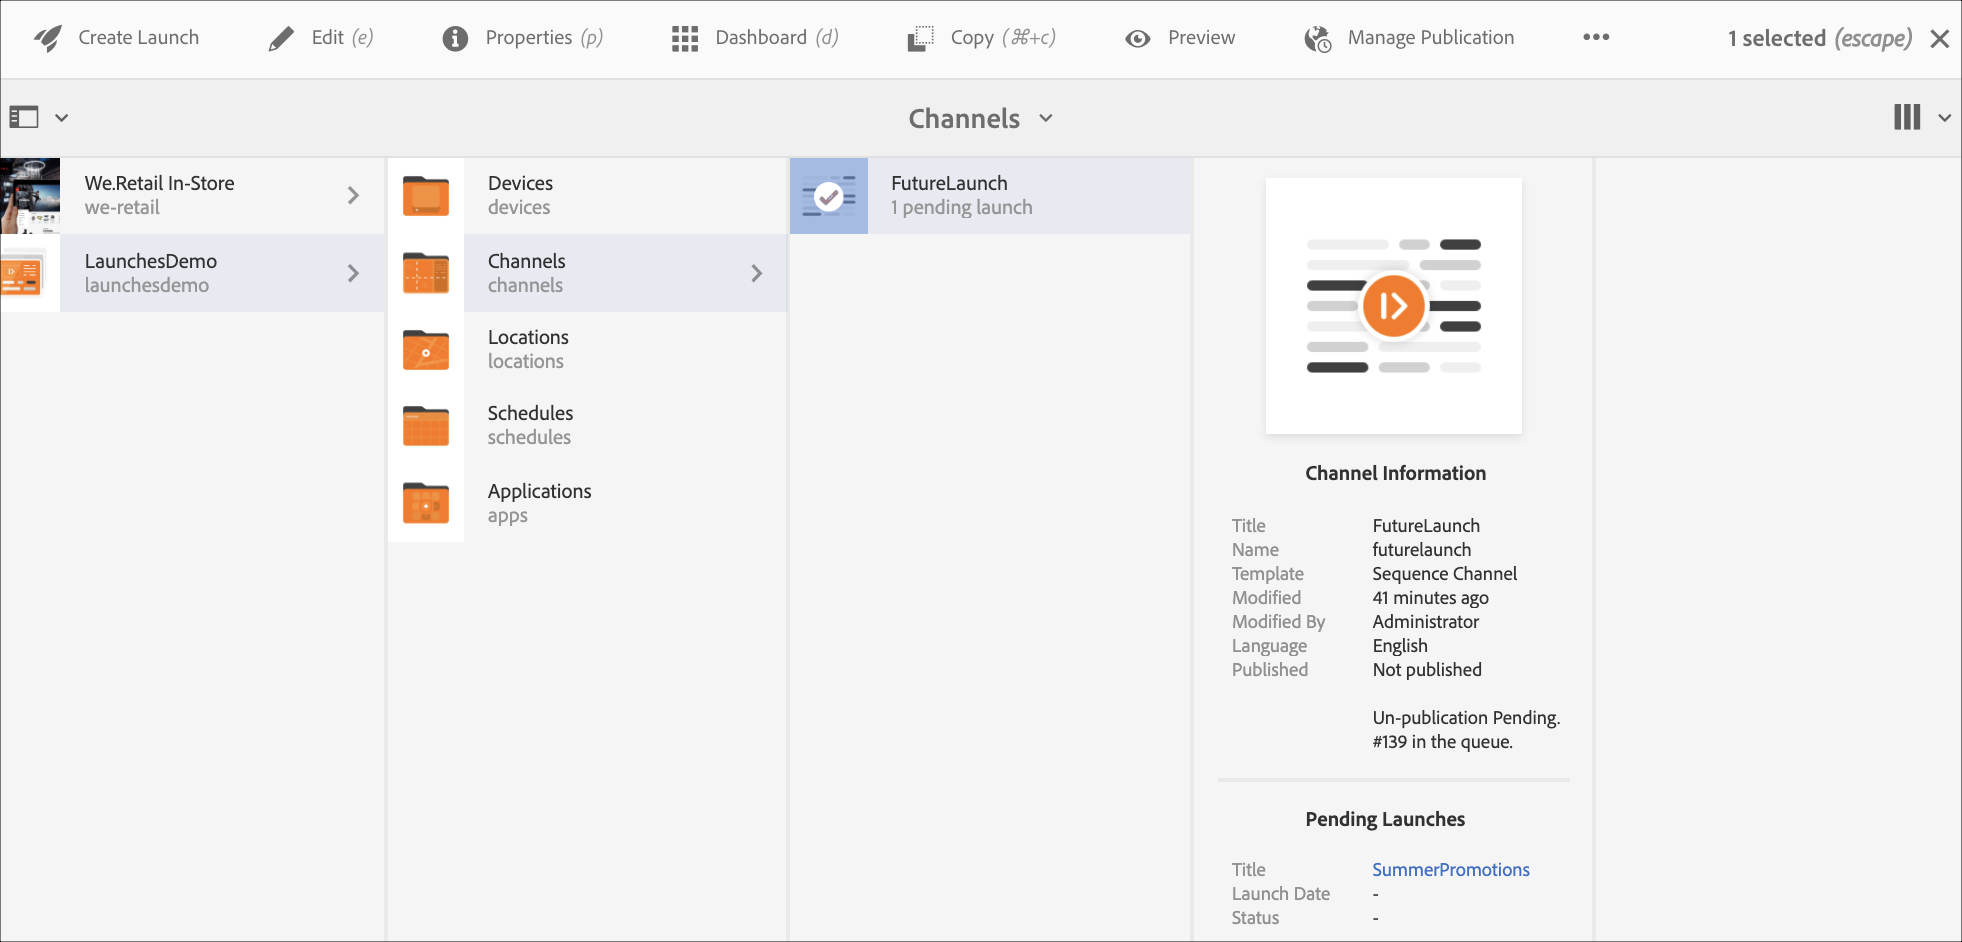 Create Launch
Edit (e)
Properties (p)
Dashboard (d)
Copy (⌘+c)
Preview
Manage Publication
1 selected (escape)
Channels
We.Retail In-Store
we-retail
LaunchesDemo
launchesdemo
Devices
devices
Channels
channels
Locations
locations
Schedules
schedules
Applications
apps
FutureLaunch
1 pending launch
Channel Information
Title FutureLaunch
Name futurelaunch
Template Sequence Channel
Modified 41 minutes ago
Modified By Administrator
Language English
Published Not published
Un-publication Pending.
#139 in the queue.
Pending Launches
Title SummerPromotions
Launch Date -
Status -